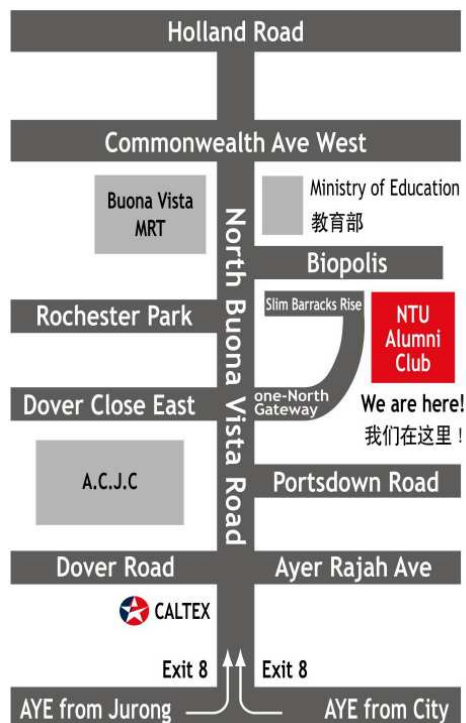 Holland Road
Commonwealth Ave West
Buona Vista
MRT
Ministry of Education
教育部
North Buona Vista Road
Biopolis
Slim Barracks Rise
Rochester Park
NTU
Alumni
Club
one-North
Gateway
Dover Close East
We are here!
我们在这里！
A.C.J.C
Portsdown Road
Dover Road
Ayer Rajah Ave
CALTEX
Exit 8
Exit 8
AYE from Jurong
AYE from City